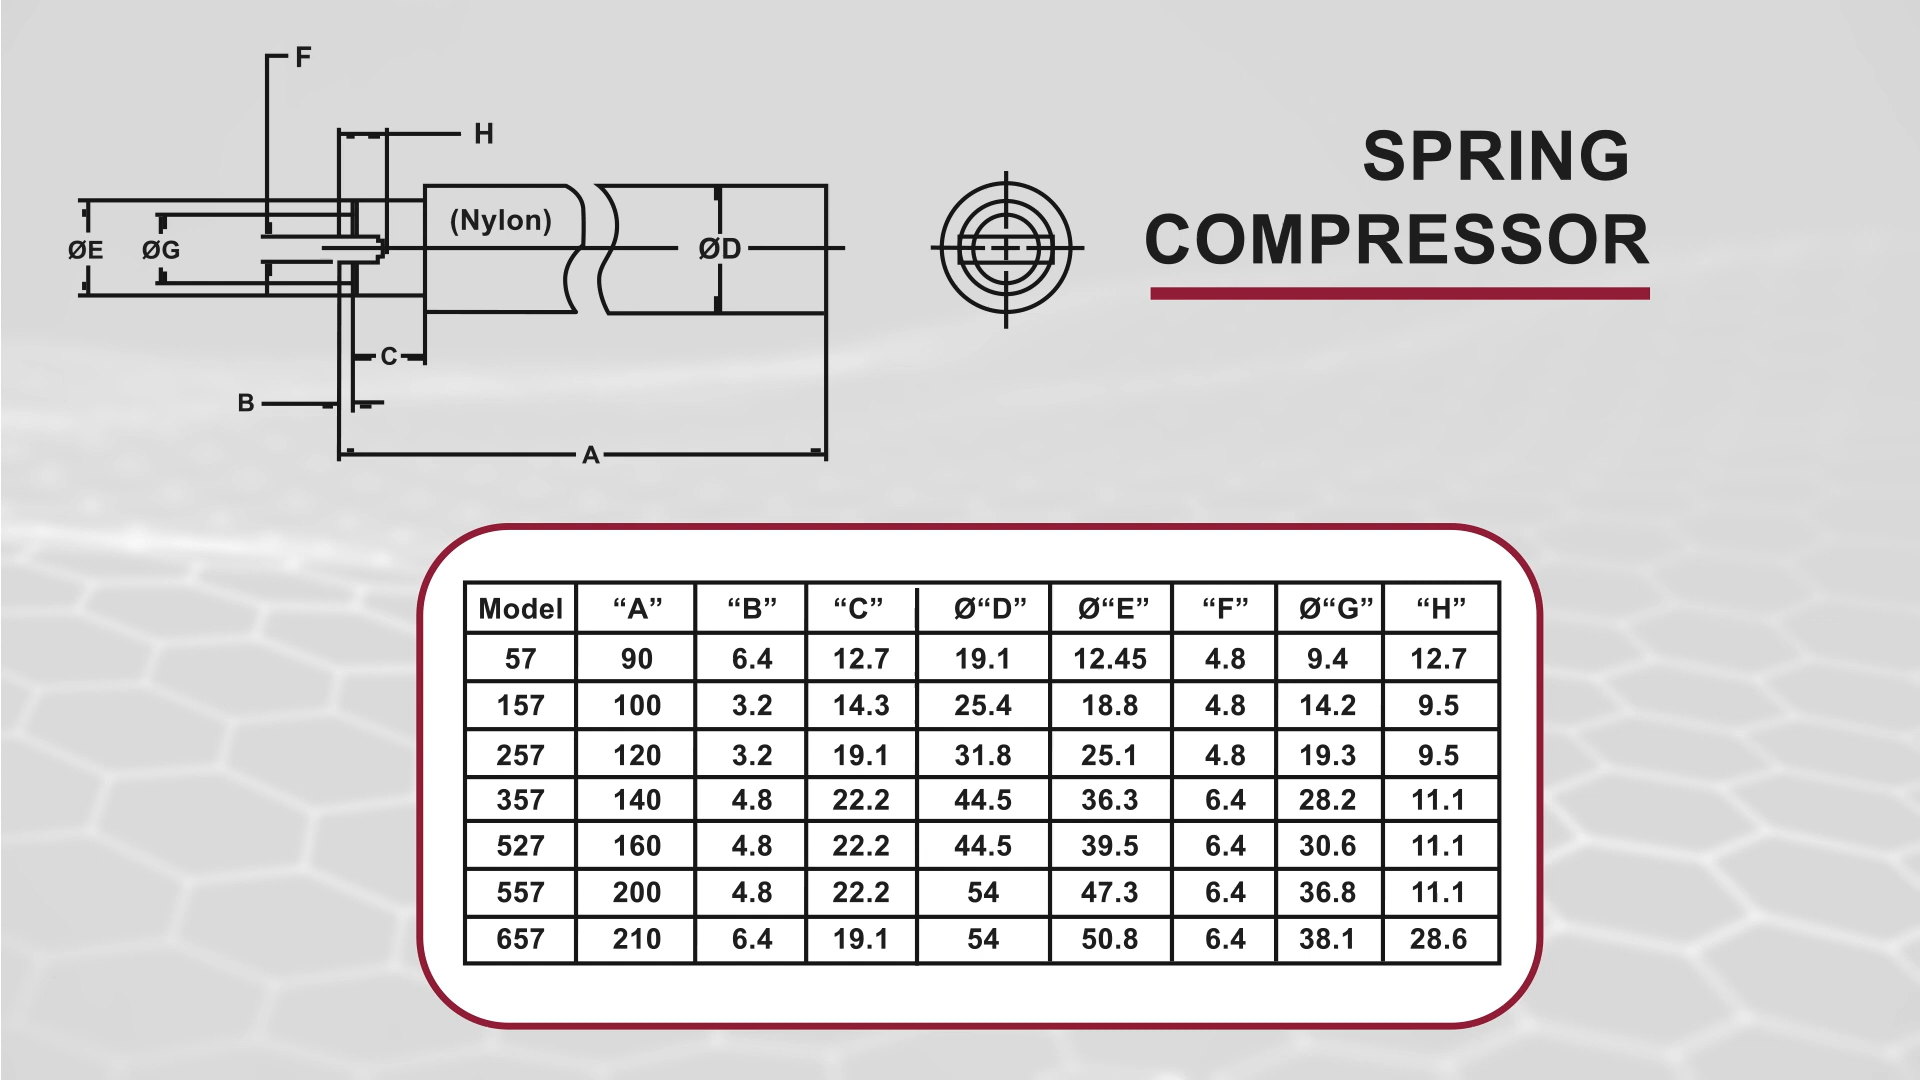 F
H
SPRING
COMPRESSOR
(Nylon)
ØE ØG ØD
C
B
A
Model “A” “B” “C” Ø“D” Ø“E” “F” Ø“G” “H”
57 90 6.4 12.7 19.1 12.45 4.8 9.4 12.7
157 100 3.2 14.3 25.4 18.8 4.8 14.2 9.5
257 120 3.2 19.1 31.8 25.1 4.8 19.3 9.5
357 140 4.8 22.2 44.5 36.3 6.4 28.2 11.1
527 160 4.8 22.2 44.5 39.5 6.4 30.6 11.1
557 200 4.8 22.2 54 47.3 6.4 36.8 11.1
657 210 6.4 19.1 54 50.8 6.4 38.1 28.6